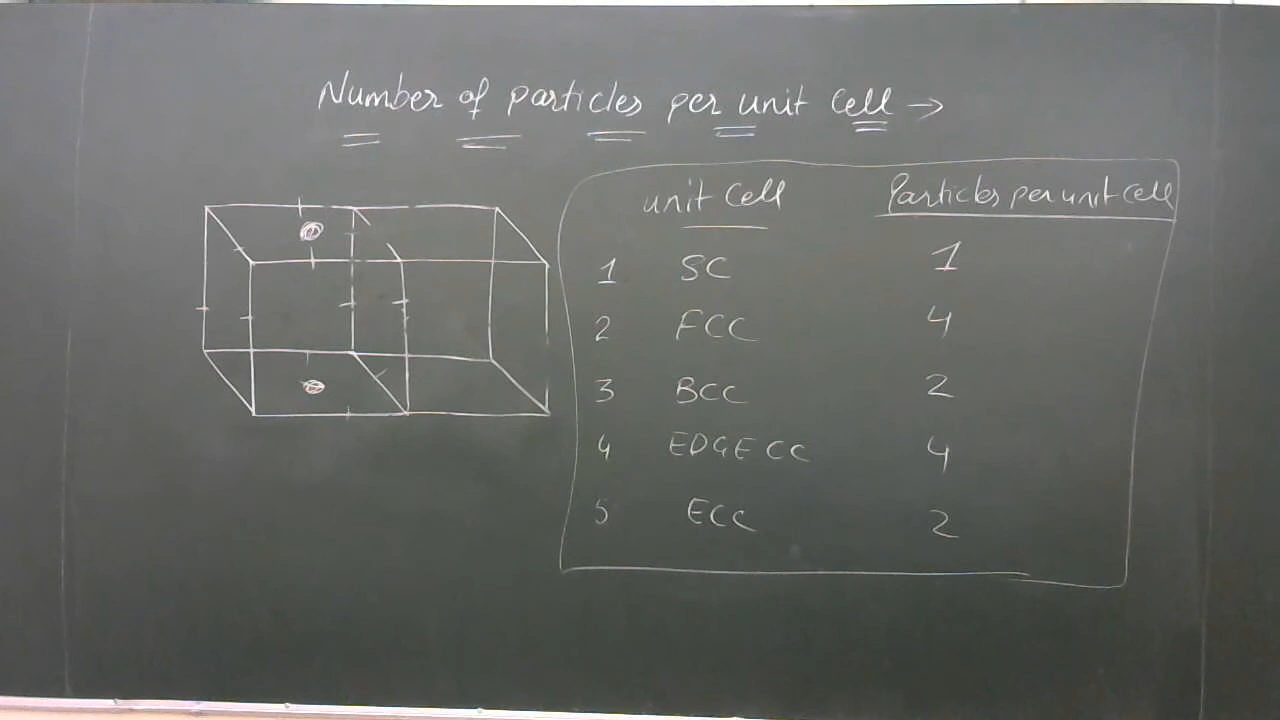 Number of particles per unit cell →
unit cell Particles per unit cell
1 SC 1
2 FCC 4
3 BCC 2
4 EDGE CC 4
5 ECC 2